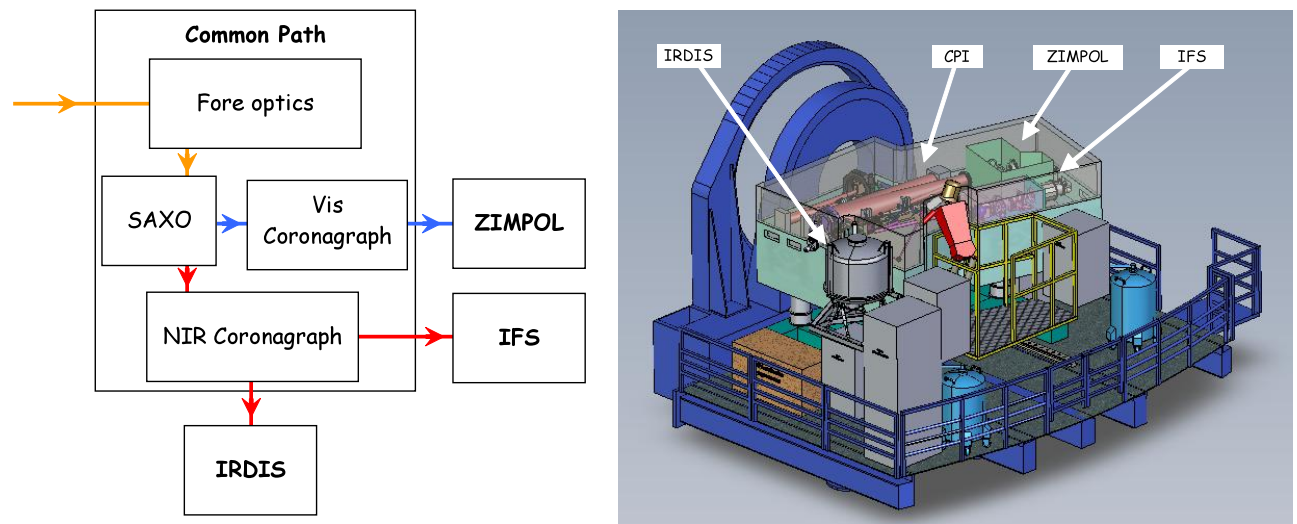 Common Path
Fore optics
SAXO
Vis
Coronagraph
ZIMPOL
NIR Coronagraph
IFS
IRDIS
IRDIS
CPI
ZIMPOL
IFS